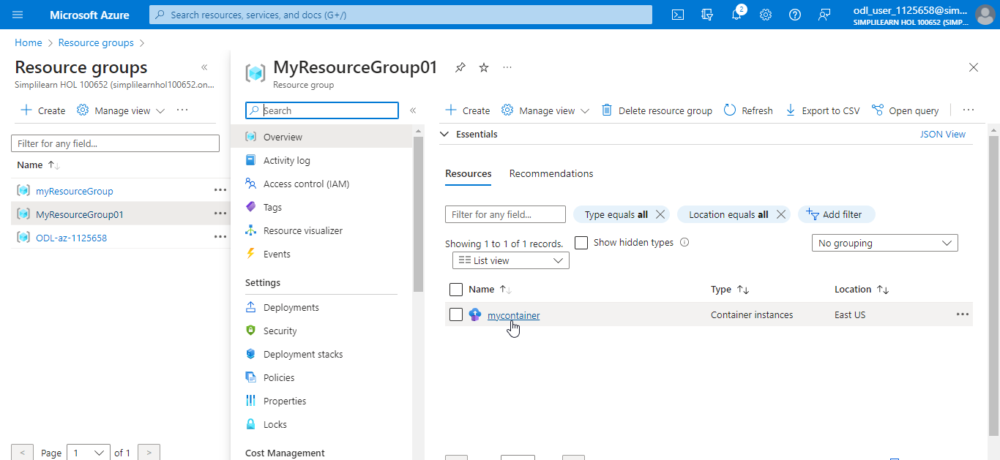 Microsoft Azure
Search resources, services, and docs (G+/)
2
odl_user_1125658@sim...
SIMPLILEARN HOL 100652 (SIMP...
Home > Resource groups >
Resource groups
«
Simplilearn HOL 100652 (simplilearnhol100652.on...
Create
Manage view
...
Filter for any field...
Name ↑↓
myResourceGroup ...
MyResourceGroup01 ...
ODL-az-1125658 ...
< Page 1 of 1 >
MyResourceGroup01
...
Resource group
Search
«
Overview
Activity log
Access control (IAM)
Tags
Resource visualizer
Events
Settings
Deployments
Security
Deployment stacks
Policies
Properties
Locks
Cost Management
Create
Manage view
Delete resource group
Refresh
Export to CSV
Open query
...
Essentials
JSON View
Resources
Recommendations
Filter for any field...
Type equals all
Location equals all
Add filter
Showing 1 to 1 of 1 records.
Show hidden types
No grouping
List view
Name ↑↓ Type ↑↓ Location ↑↓
mycontainer Container instances East US ...